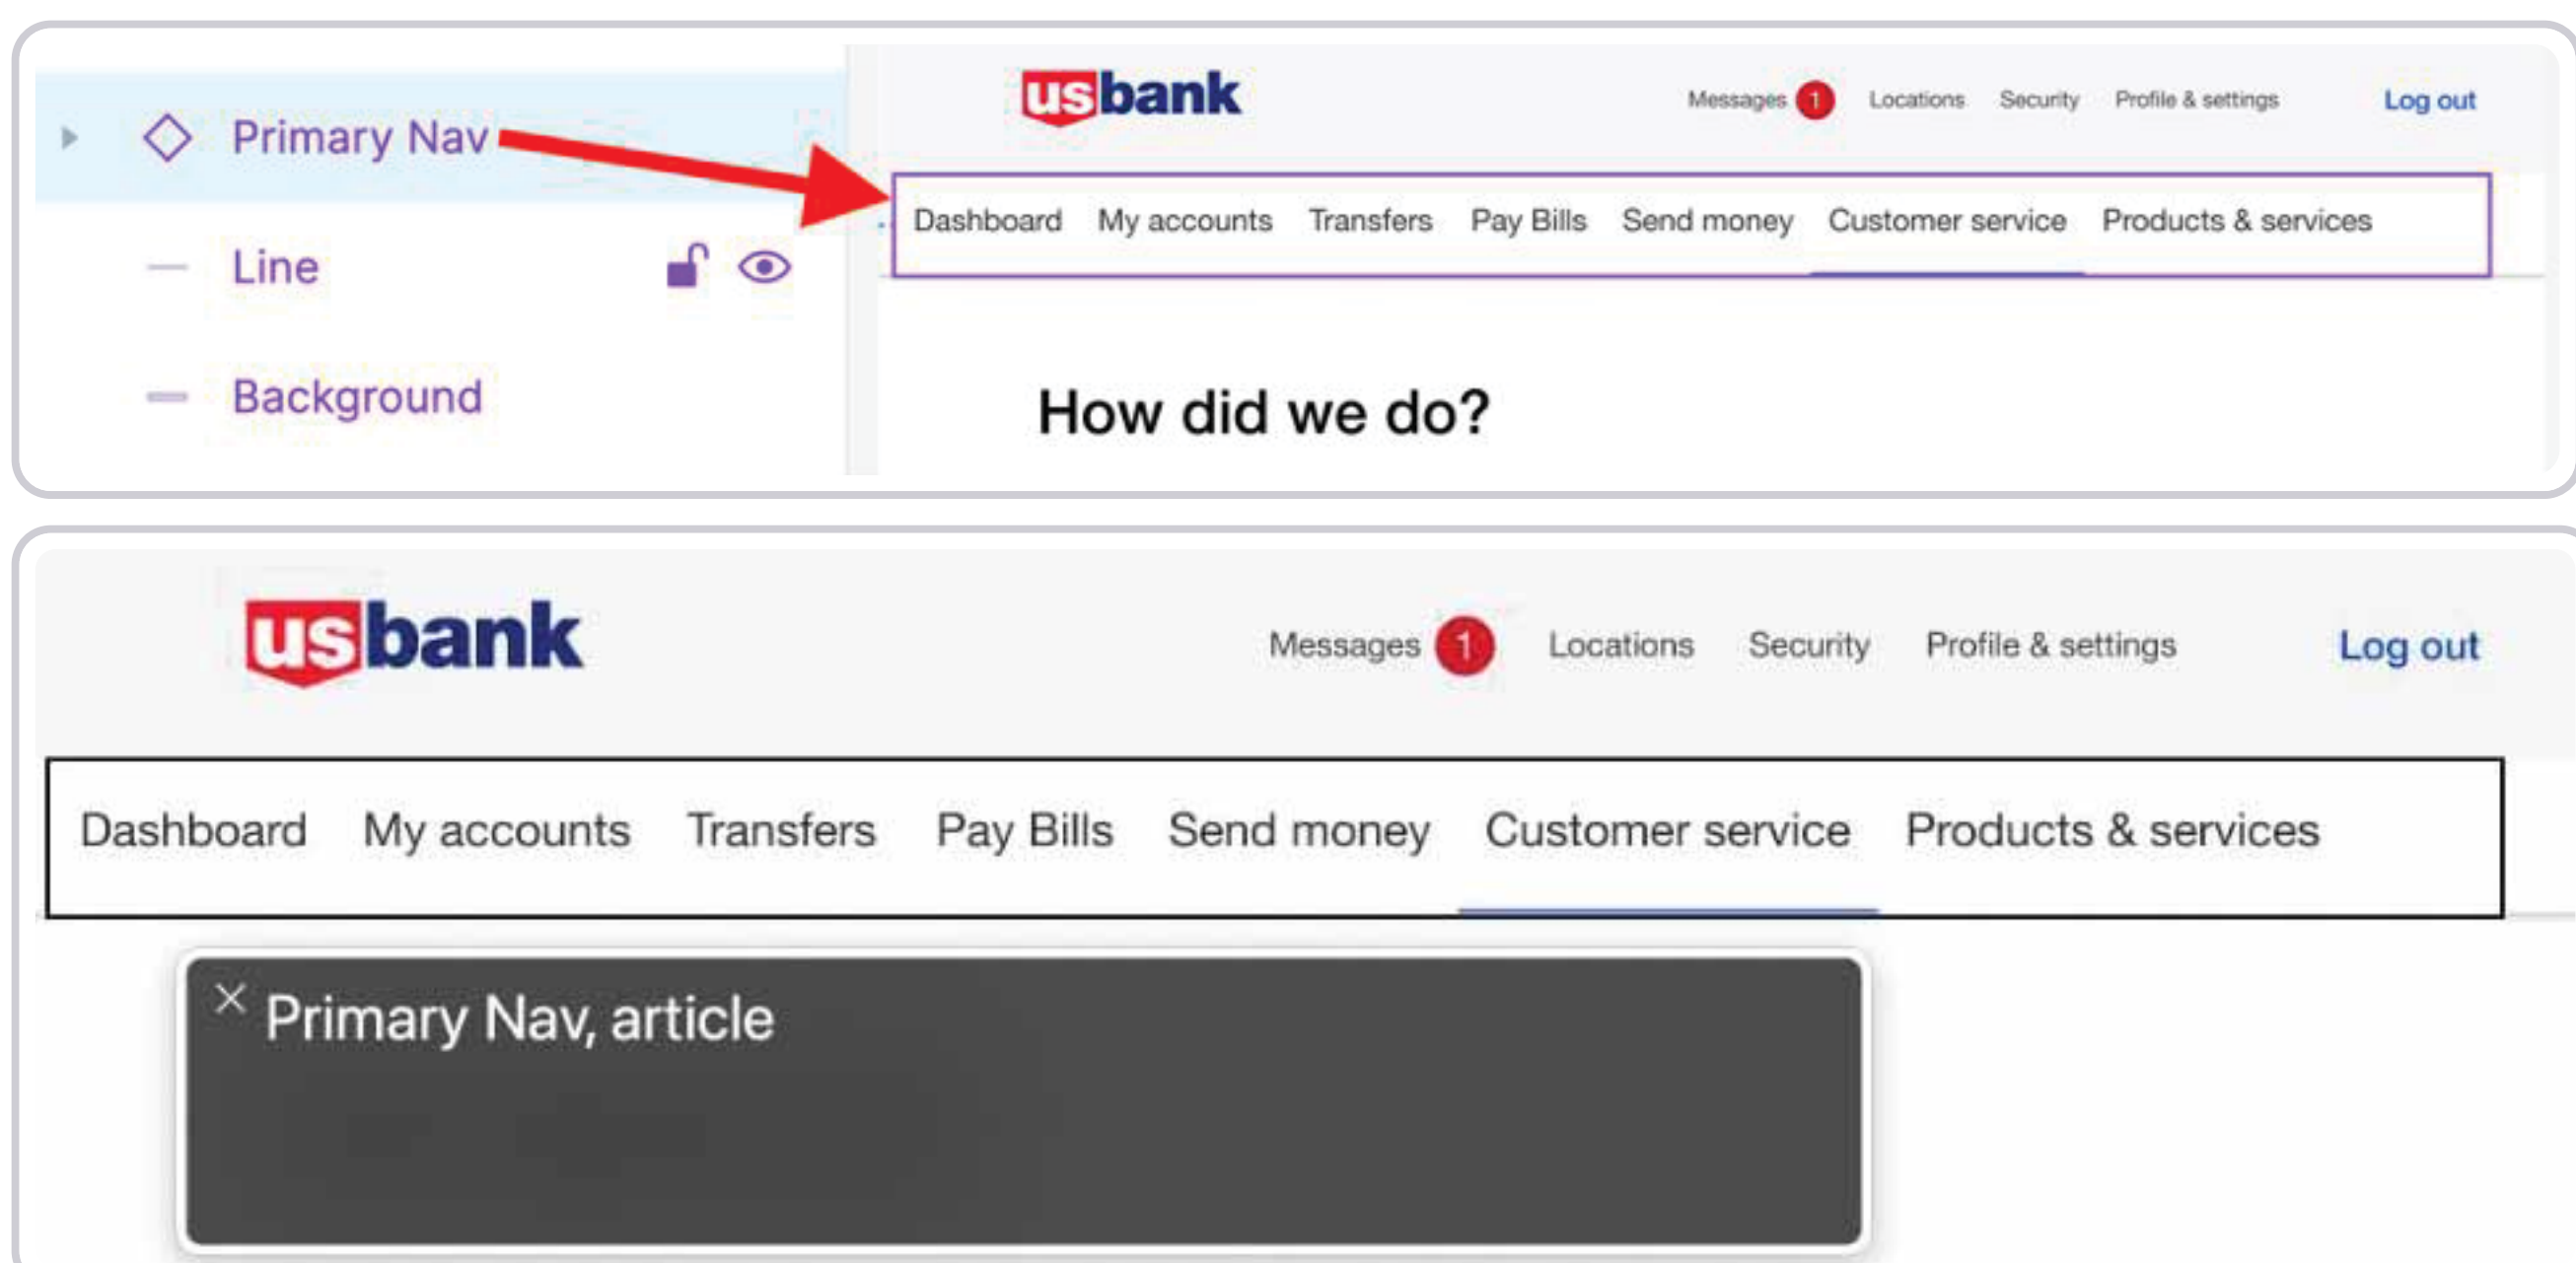 Primary Nav
Line
Background
usbank
Messages 1 Locations Security Profile & settings Log out
Dashboard My accounts Transfers Pay Bills Send money Customer service Products & services
How did we do?
usbank
Messages 1 Locations Security Profile & settings Log out
Dashboard My accounts Transfers Pay Bills Send money Customer service Products & services
Primary Nav, article